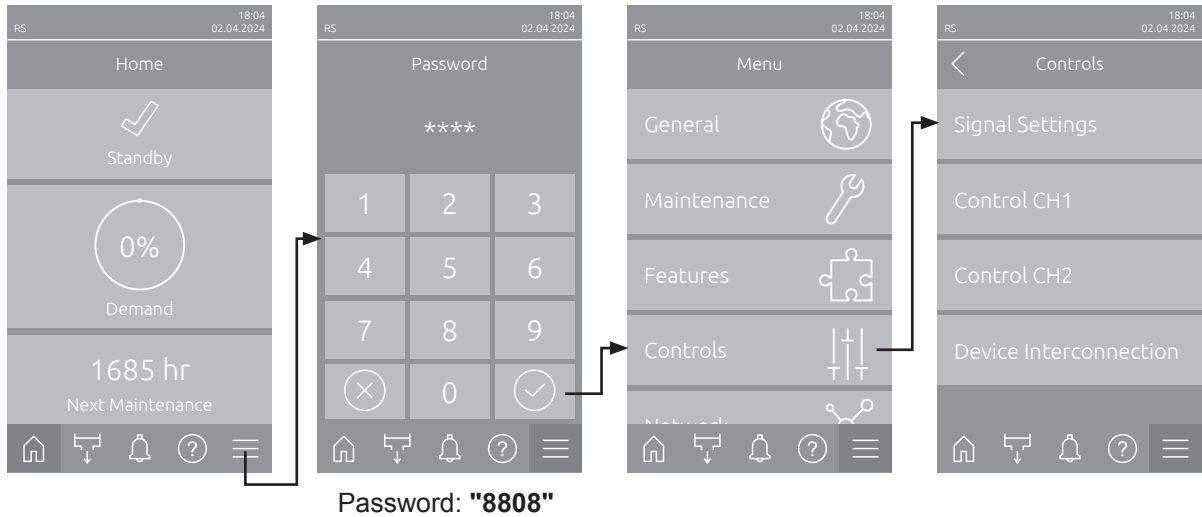 18:04
RS 02.04.2024
Home
Standby
0%
Demand
1685 hr
Next Maintenance
?
18:04
RS 02.04.2024
Password
****
1 2 3
4 5 6
7 8 9
0
?
Password: "8808"
18:04
RS 02.04.2024
Menu
General
Maintenance
Features
Controls
Network
?
18:04
RS 02.04.2024
Controls
Signal Settings
Control CH1
Control CH2
Device Interconnection
?